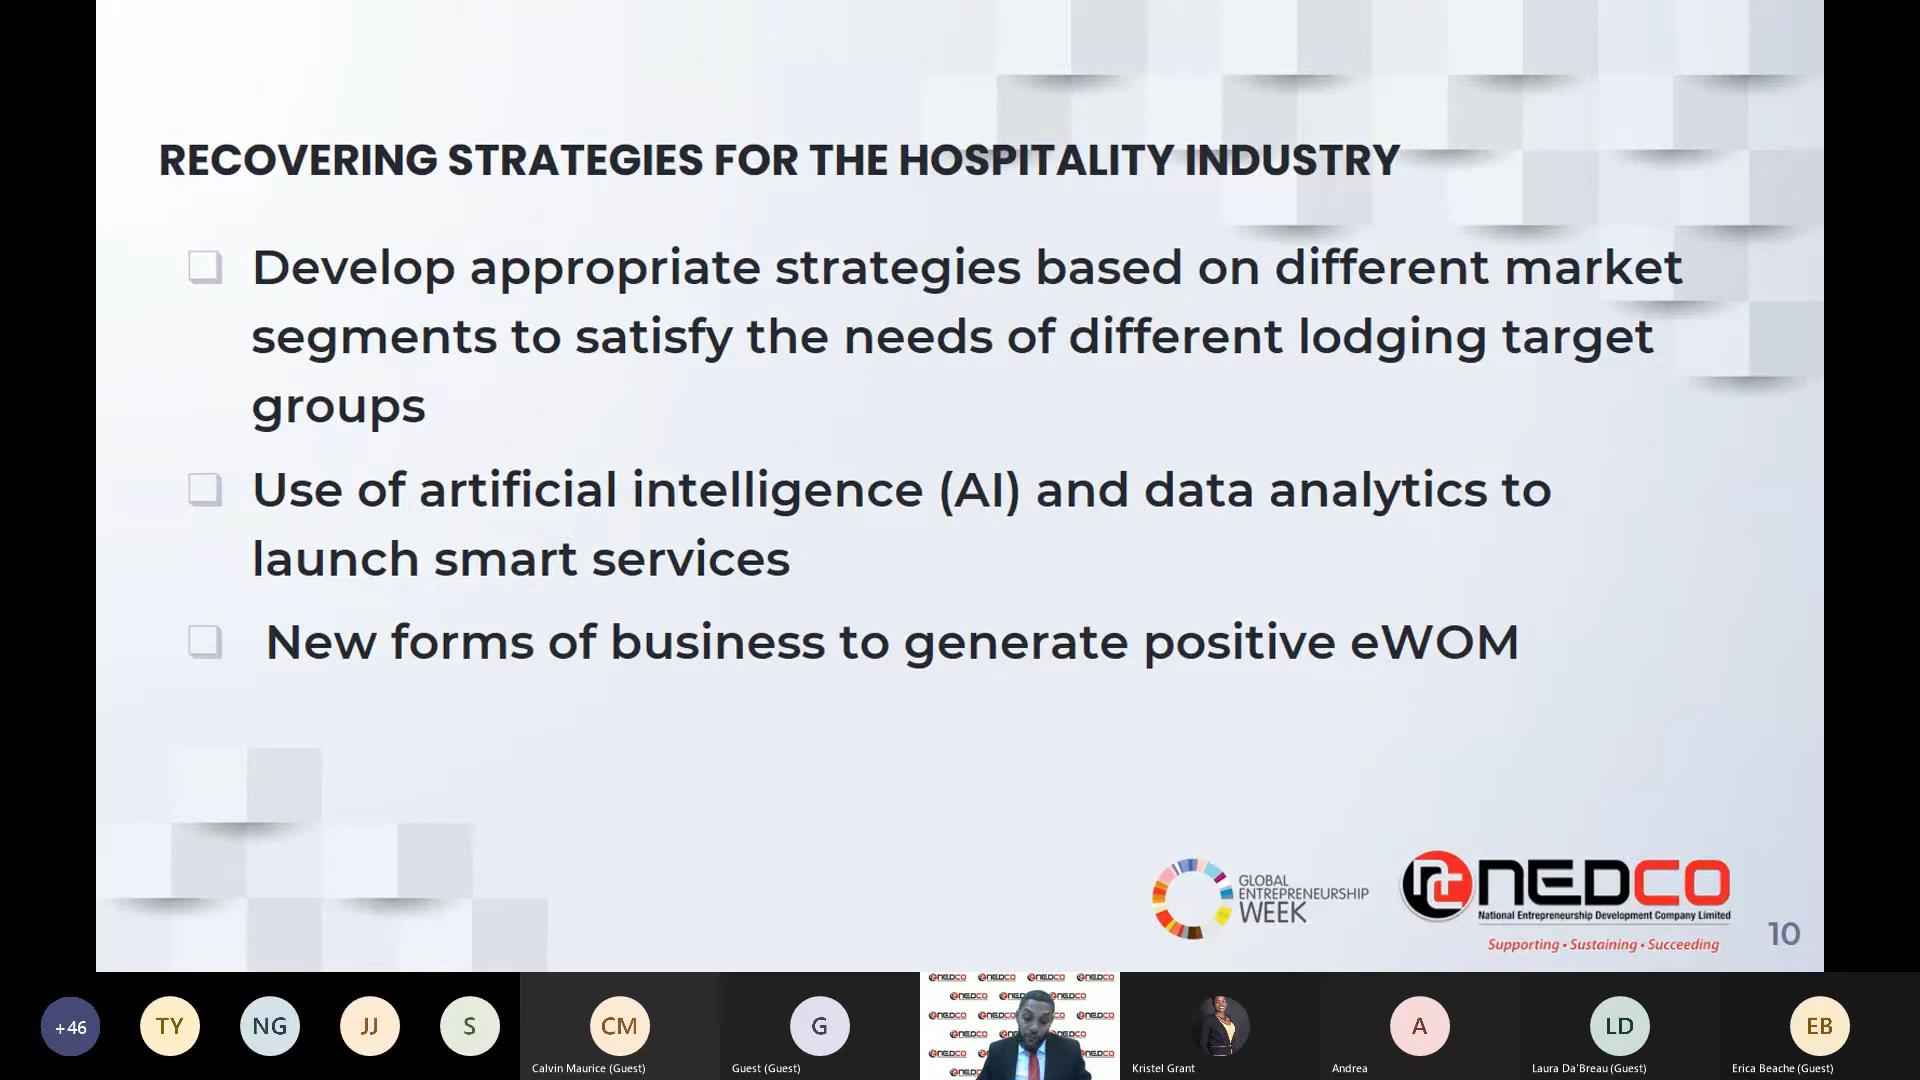 RECOVERING STRATEGIES FOR THE HOSPITALITY INDUSTRY
Develop appropriate strategies based on different market
segments to satisfy the needs of different lodging target
groups
Use of artificial intelligence (AI) and data analytics to
launch smart services
New forms of business to generate positive eWOM
GLOBAL
ENTREPRENEURSHIP
WEEK
NEDCO
National Entrepreneurship Development Company Limited
Supporting • Sustaining • Succeeding
10
+46
TY
NG
JJ
S
CM
G
A
LD
EB
Calvin Maurice (Guest)
Guest (Guest)
Kristel Grant
Andrea
Laura Da'Breau (Guest)
Erica Beache (Guest)